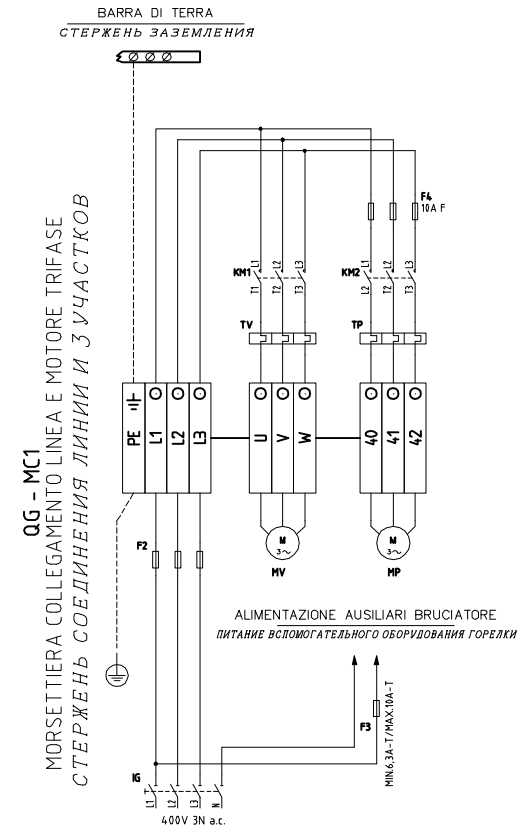 BARRA DI TERRA
СТЕРЖЕНЬ ЗАЗЕМЛЕНИЯ
QG - MC1
MORSETTIERA COLLEGAMENTO LINEA E MOTORE TRIFASE
СТЕРЖЕНЬ СОЕДИНЕНИЯ ЛИНИИ И 3 УЧАСТКОВ
F4
10A F
KM1
L1 L2 L3
T1 T2 T3
KM2
L1 L2 L3
L2 T2 T3
TV
TP
PE L1 L2 L3
U V W
40 41 42
F2
M
3~
MV
M
3~
MP
ALIMENTAZIONE AUSILIARI BRUCIATORE
ПИТАНИЕ ВСПОМОГАТЕЛЬНОГО ОБОРУДОВАНИЯ ГОРЕЛКИ
F3
MIN.6,3A-T/MAX.10A-T
IG
L1 L2 L3 N
400V 3N a.c.